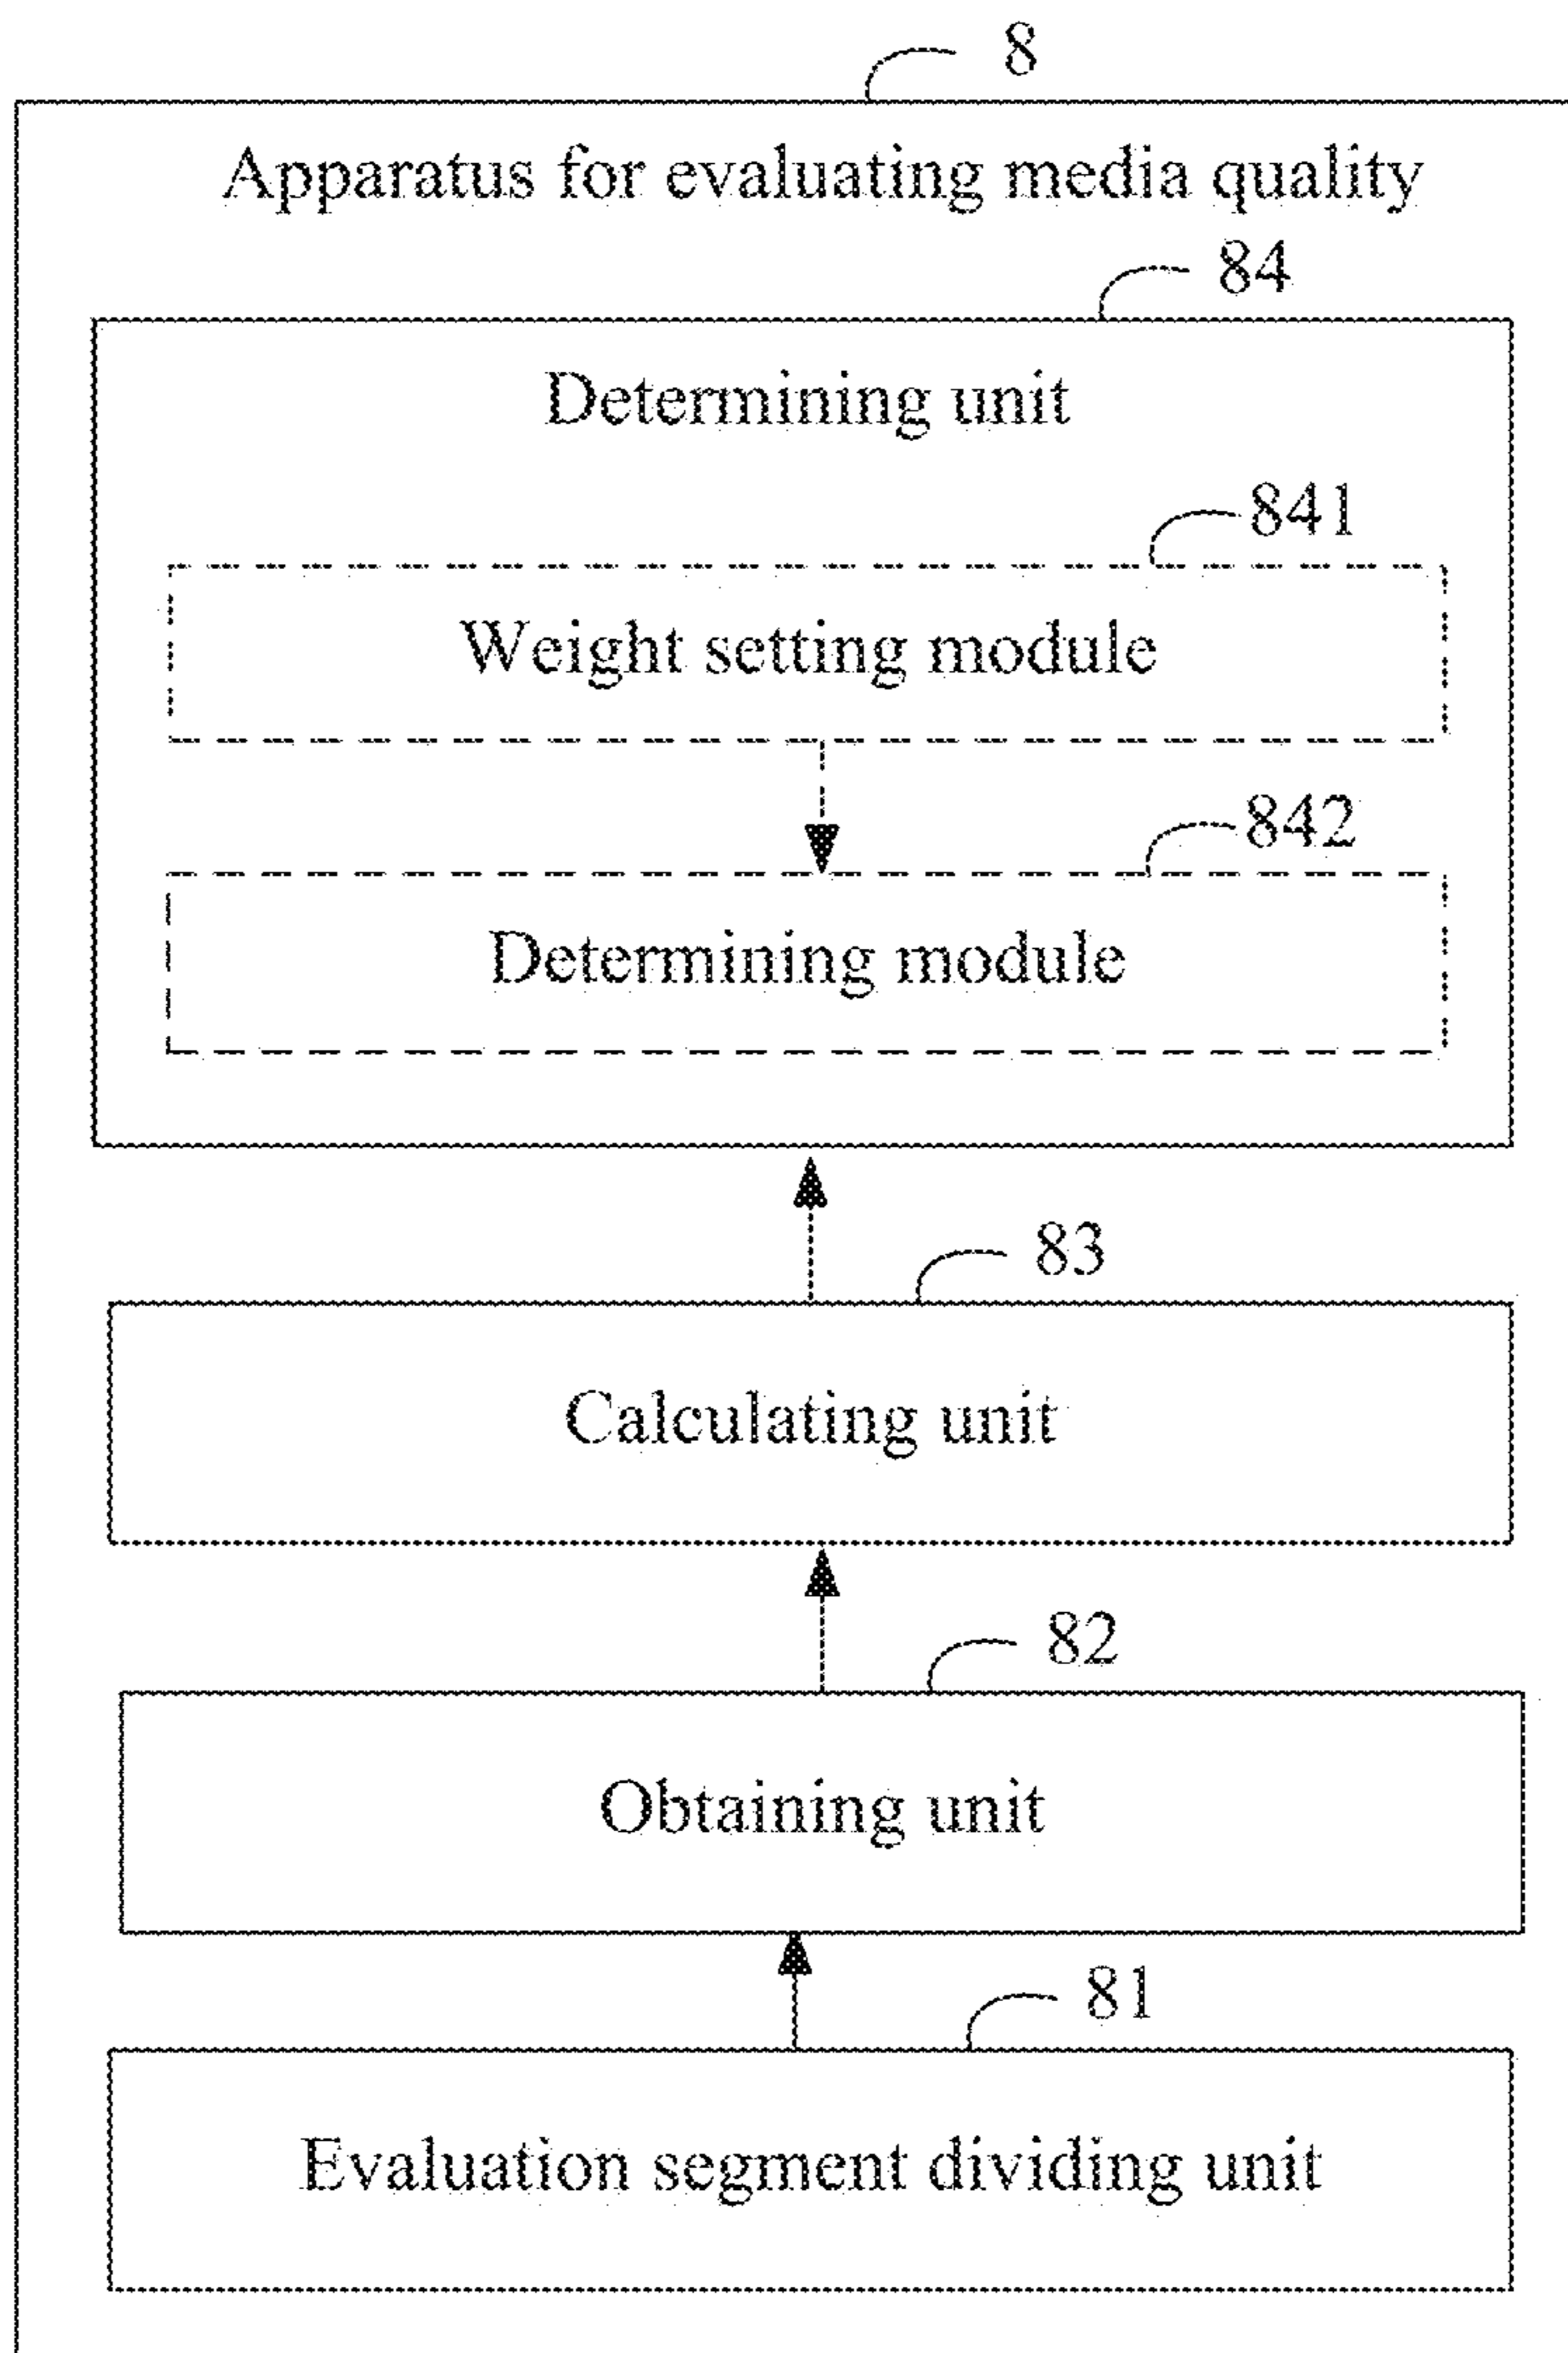 8
Apparatus for evaluating media quality
84
Determining unit
841
Weight setting module
842
Determining module
83
Calculating unit
82
Obtaining unit
81
Evaluation segment dividing unit